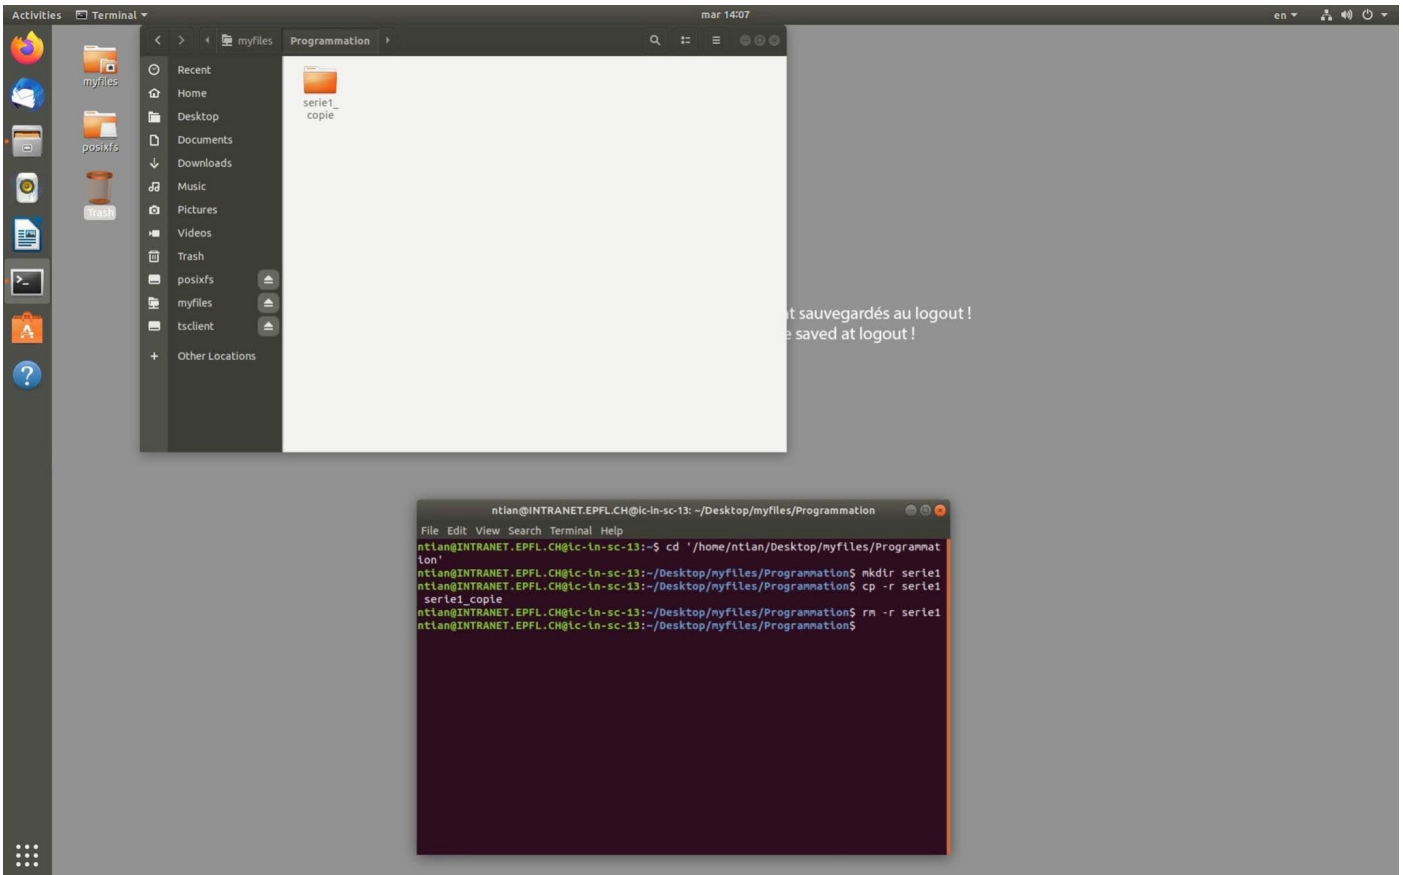 Activities Terminal mar 14:07 en
myfiles Programmation
myfiles
posixfs
Trash
Recent
Home
Desktop
Documents
Downloads
Music
Pictures
Videos
Trash
posixfs
myfiles
tsclient
+ Other Locations
serie1_
copie
t sauvegardés au logout !
e saved at logout !
ntian@INTRANET.EPFL.CH@ic-in-sc-13: ~/Desktop/myfiles/Programmation
File Edit View Search Terminal Help
ntian@INTRANET.EPFL.CH@ic-in-sc-13:~$ cd '/home/ntian/Desktop/myfiles/Programmat
ion'
ntian@INTRANET.EPFL.CH@ic-in-sc-13:~/Desktop/myfiles/Programmation$ mkdir serie1
ntian@INTRANET.EPFL.CH@ic-in-sc-13:~/Desktop/myfiles/Programmation$ cp -r serie1
serie1_copie
ntian@INTRANET.EPFL.CH@ic-in-sc-13:~/Desktop/myfiles/Programmation$ rm -r serie1
ntian@INTRANET.EPFL.CH@ic-in-sc-13:~/Desktop/myfiles/Programmation$